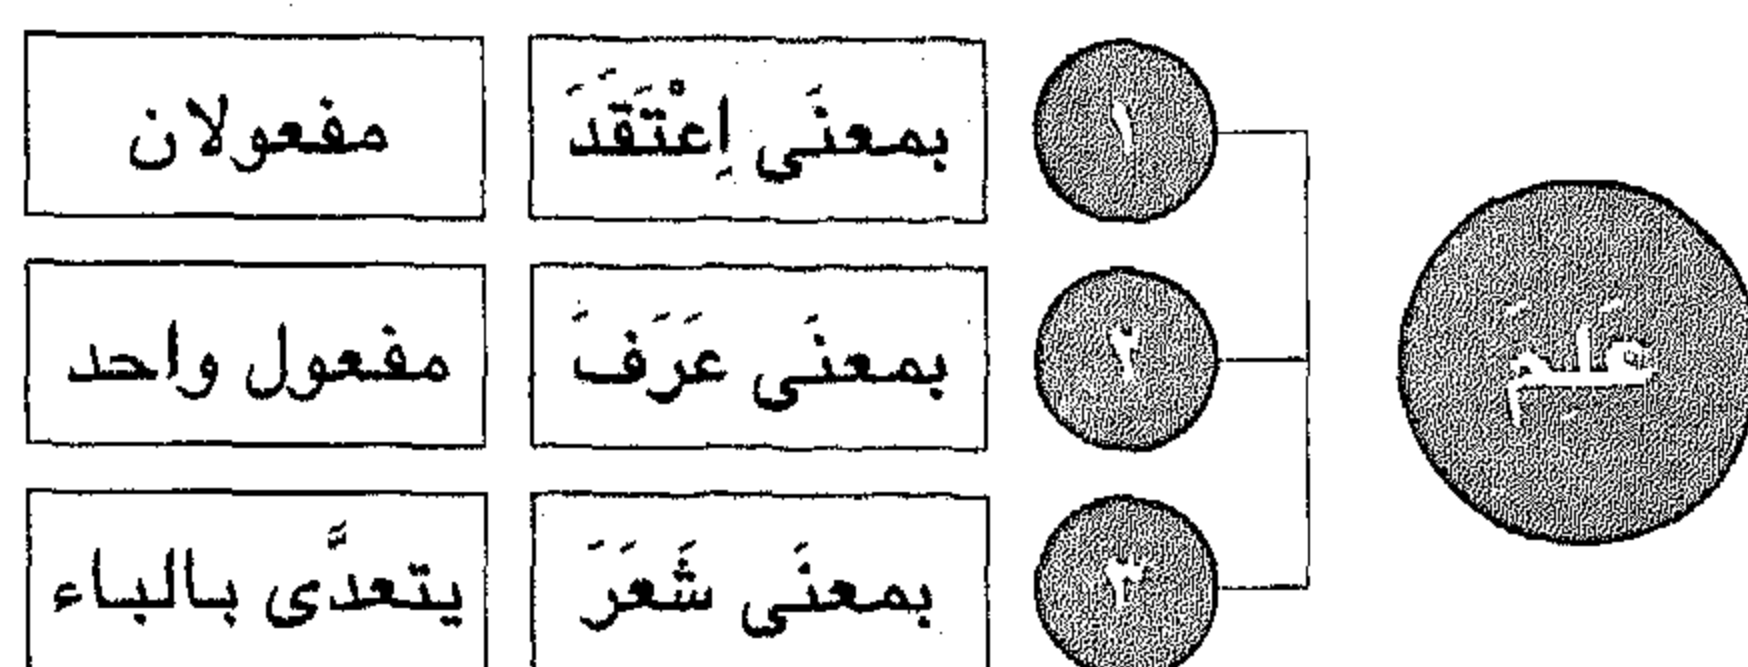 عَلِمَ
١ بمعنَى إِعْتَقَدَ مفعولان
٢ بمعنَى عَرَفَ مفعول واحد
٣ بمعنَى شَعَرَ يتعدَّى بالباء